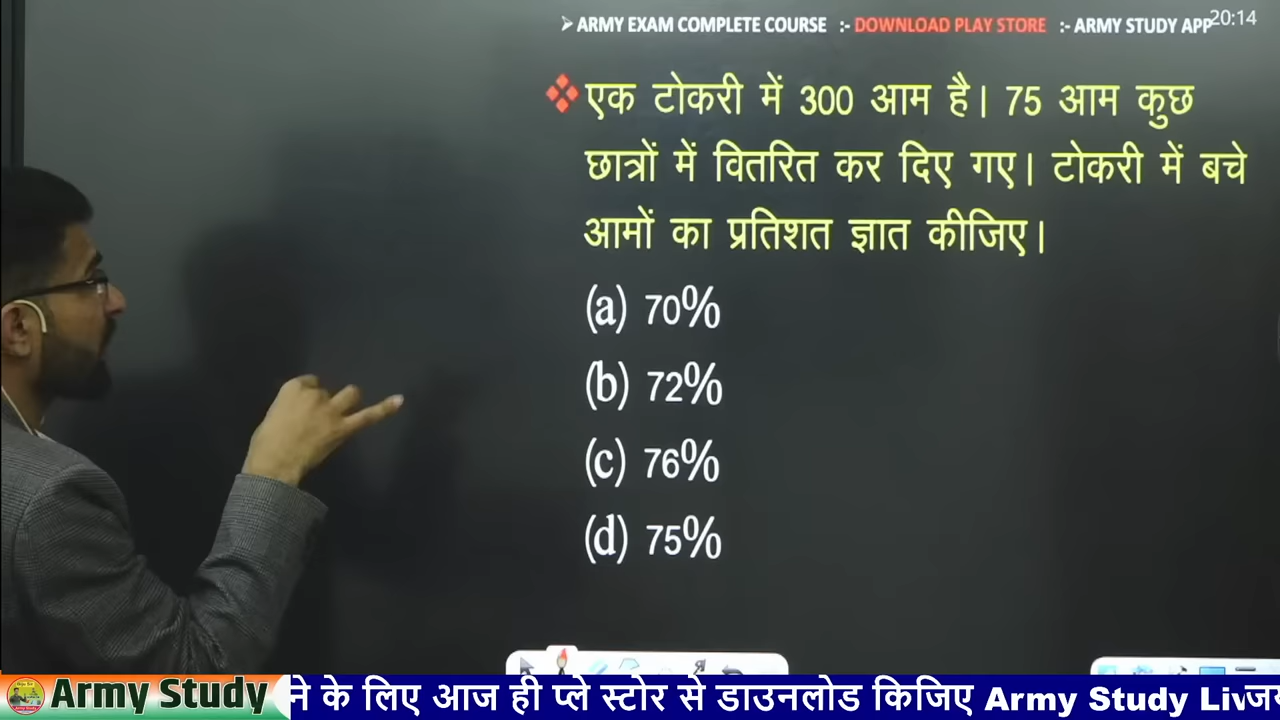 ➢ ARMY EXAM COMPLETE COURSE :- DOWNLOAD PLAY STORE :- ARMY STUDY APP
20:14
❖ एक टोकरी में 300 आम है। 75 आम कुछ
छात्रों में वितरित कर दिए गए। टोकरी में बचे
आमों का प्रतिशत ज्ञात कीजिए।
(a) 70%
(b) 72%
(c) 76%
(d) 75%
Army Study
ने के लिए आज ही प्ले स्टोर से डाउनलोड किजिए Army Study Liv